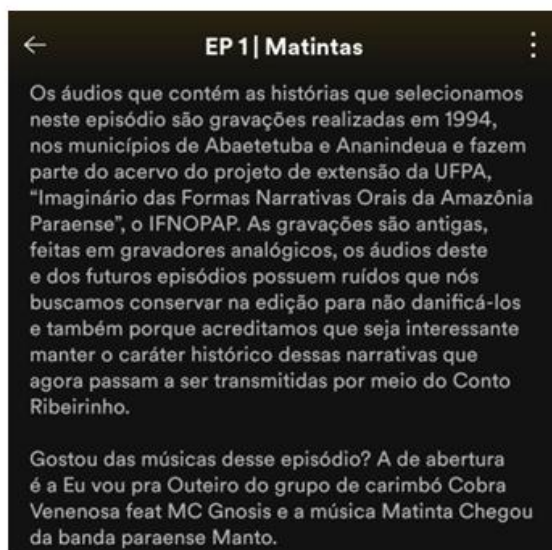 EP 1 | Matintas
Os áudios que contém as histórias que selecionamos
neste episódio são gravações realizadas em 1994,
nos municípios de Abaetetuba e Ananindeua e fazem
parte do acervo do projeto de extensão da UFPA,
“Imaginário das Formas Narrativas Orais da Amazônia
Paraense”, o IFNOPAP. As gravações são antigas,
feitas em gravadores analógicos, os áudios deste
e dos futuros episódios possuem ruídos que nós
buscamos conservar na edição para não danificá-los
e também porque acreditamos que seja interessante
manter o caráter histórico dessas narrativas que
agora passam a ser transmitidas por meio do Conto
Ribeirinho.
Gostou das músicas desse episódio? A de abertura
é a Eu vou pra Outeiro do grupo de carimbó Cobra
Venenosa feat MC Gnosis e a música Matinta Chegou
da banda paraense Manto.